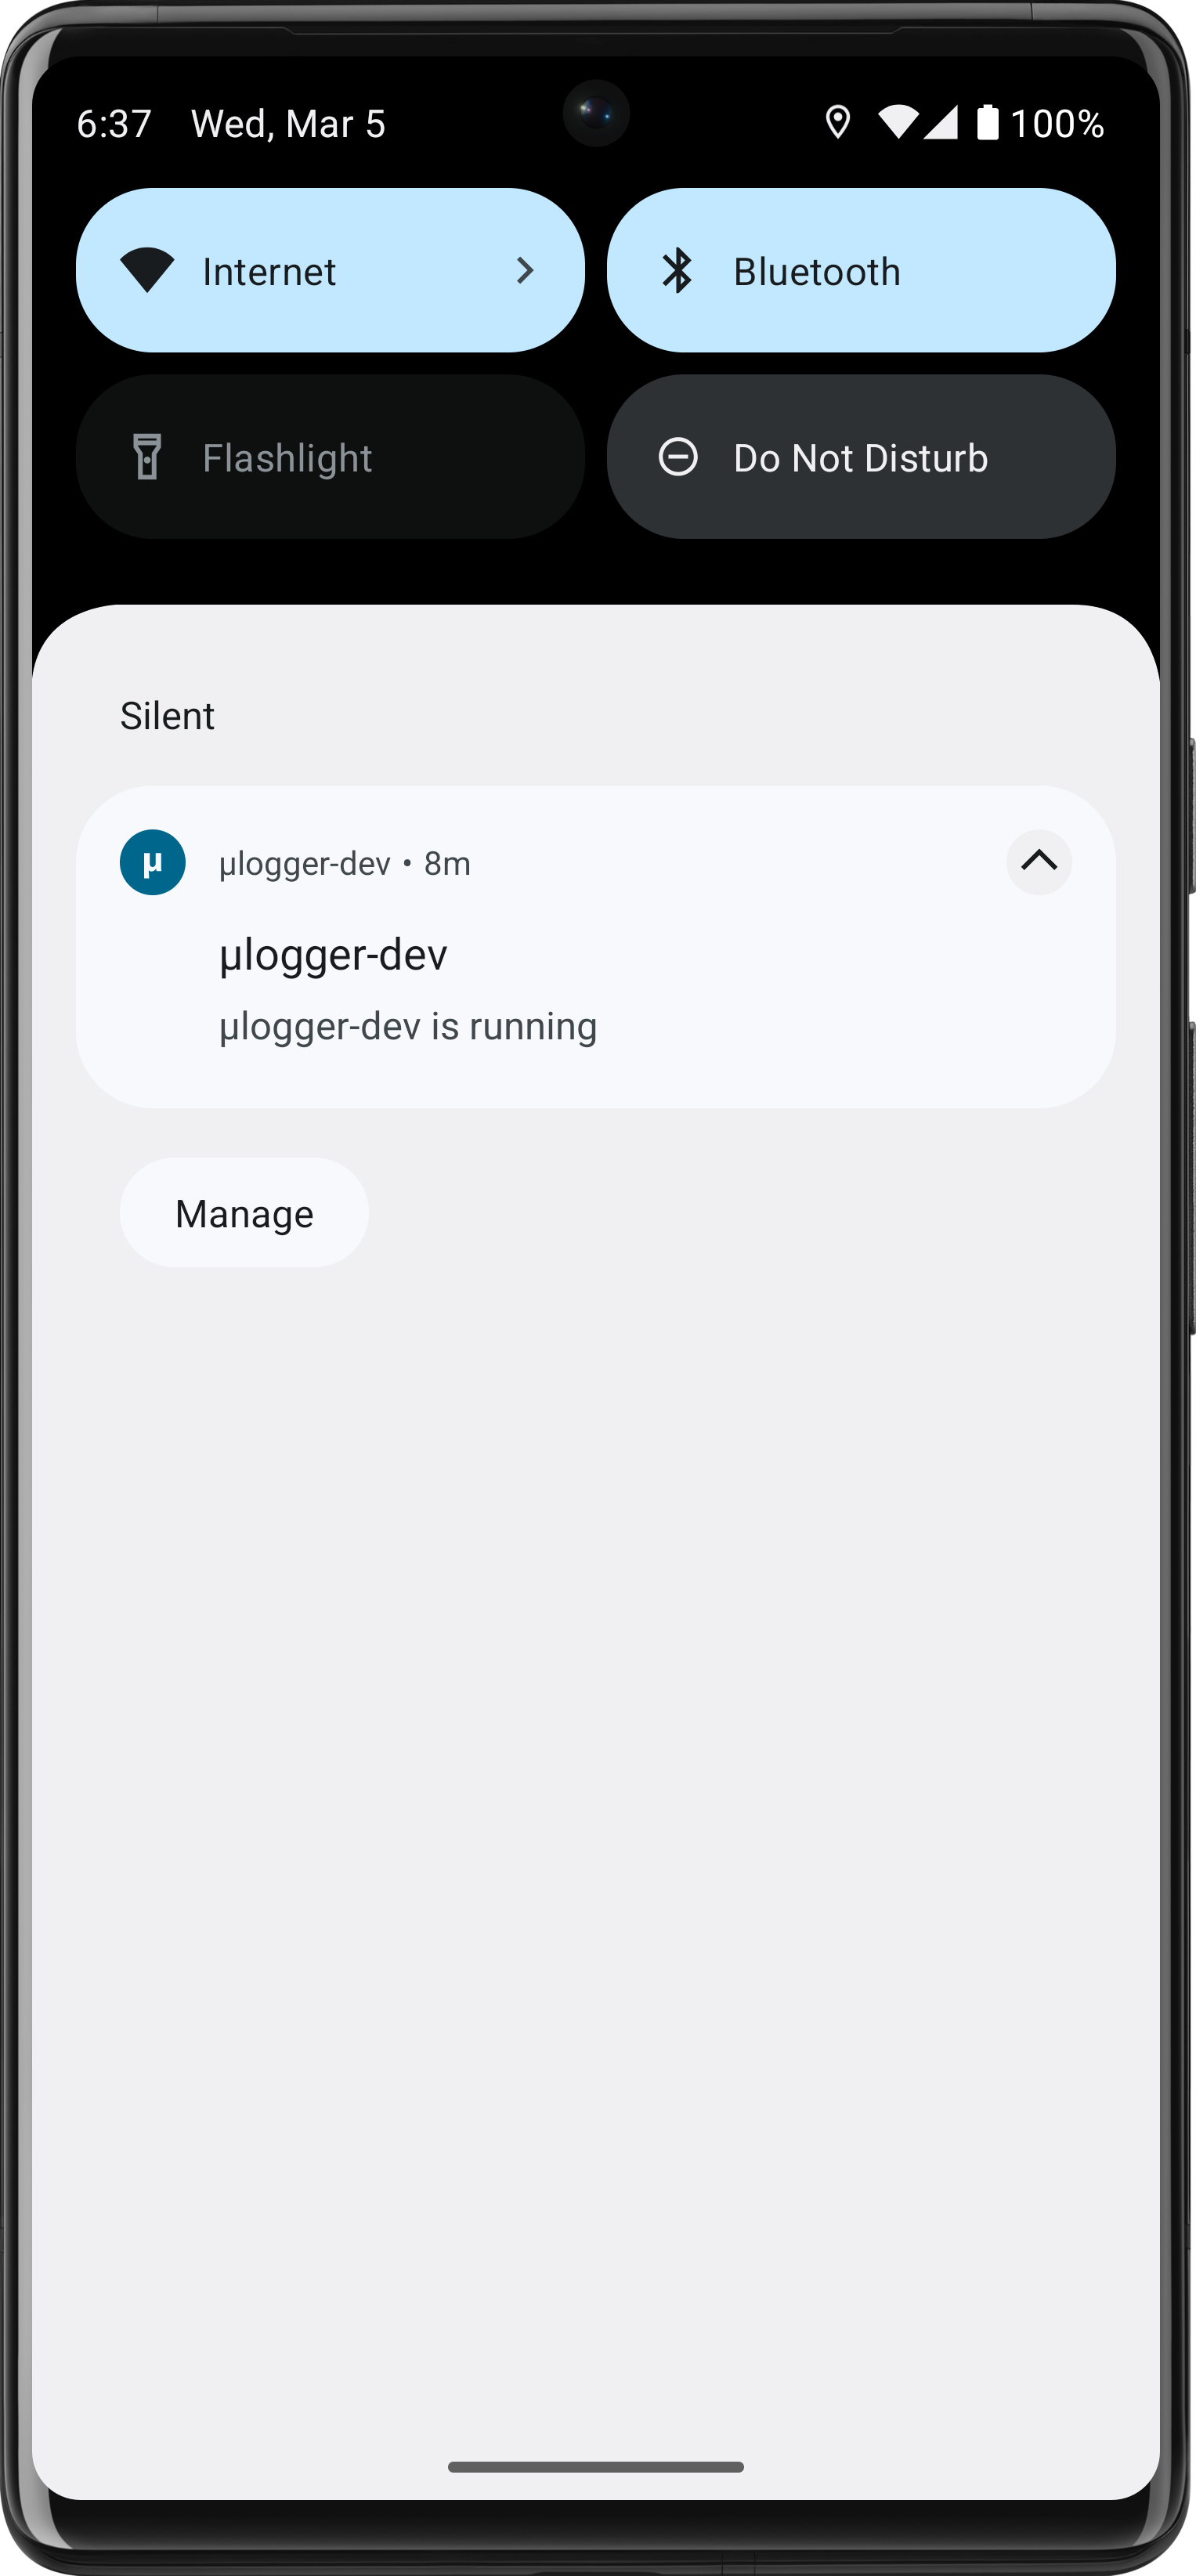 6:37 Wed, Mar 5 100%
Internet Bluetooth
Flashlight Do Not Disturb
Silent
µ µlogger-dev • 8m
µlogger-dev
µlogger-dev is running
Manage